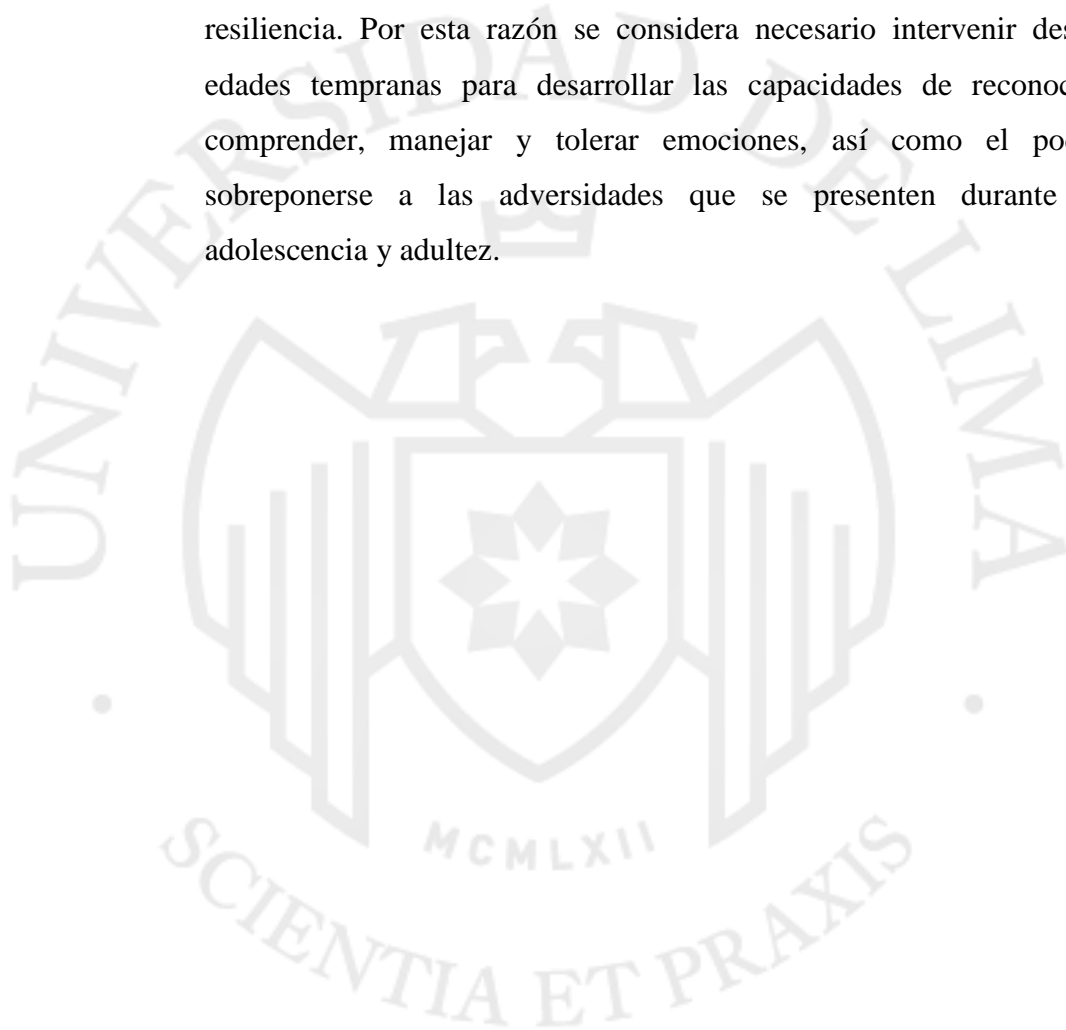 resiliencia. Por esta razón se considera necesario intervenir des
edades tempranas para desarrollar las capacidades de reconoc
comprender, manejar y tolerar emociones, así como el po
sobreponerse a las adversidades que se presenten durante
adolescencia y adultez.
UNIVERSIDAD DE LIMA
MCMLXII
SCIENTIA ET PRAXIS